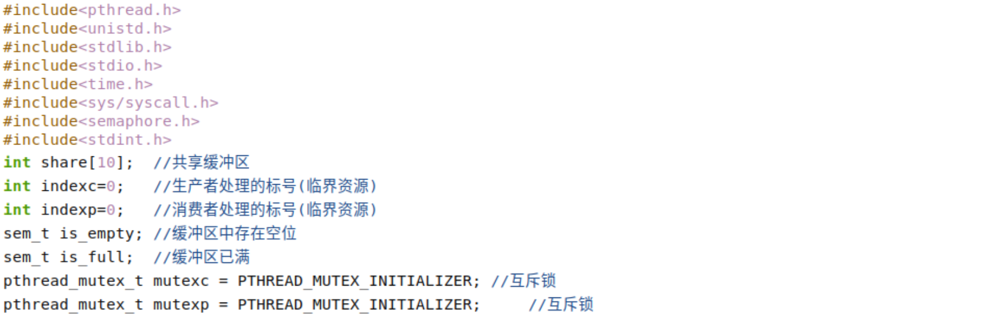 #include<pthread.h>
#include<unistd.h>
#include<stdlib.h>
#include<stdio.h>
#include<time.h>
#include<sys/syscall.h>
#include<semaphore.h>
#include<stdint.h>
int share[10];  //共享缓冲区
int indexc=0;   //生产者处理的标号(临界资源)
int indexp=0;   //消费者处理的标号(临界资源)
sem_t is_empty; //缓冲区中存在空位
sem_t is_full;  //缓冲区已满
pthread_mutex_t mutexc = PTHREAD_MUTEX_INITIALIZER; //互斥锁
pthread_mutex_t mutexp = PTHREAD_MUTEX_INITIALIZER;     //互斥锁